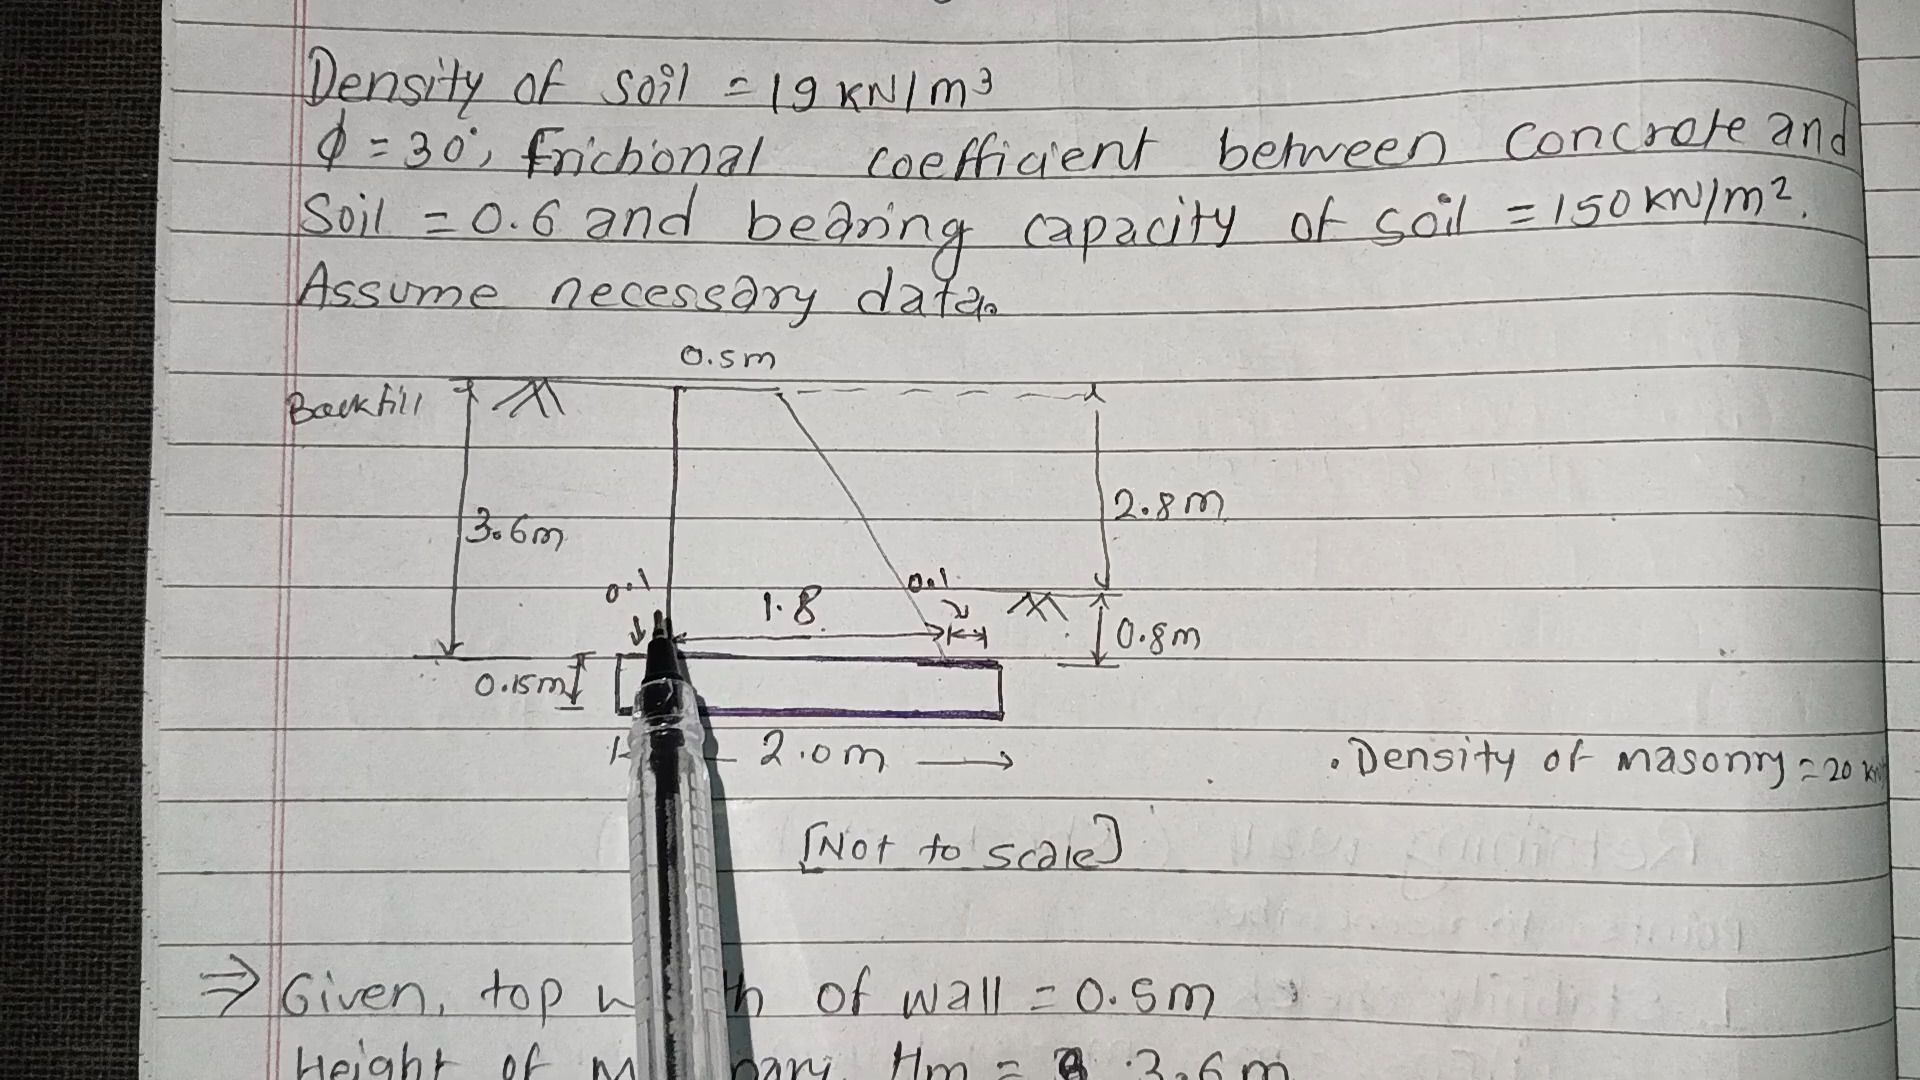 Density of soil = 19 KN/m³
ϕ = 30°, frictional coefficient between concrete and
Soil = 0.6 and bearing capacity of soil = 150 KN/m².
Assume necessary data.
0.5m
Backfill
3.6m
2.8m
0.1
1.8
0.1
0.8m
0.15m
2.0m
• Density of masonry = 20
[Not to scale]
⇒ Given, top of wall = 0.5m
Height of Hm = 3.6m